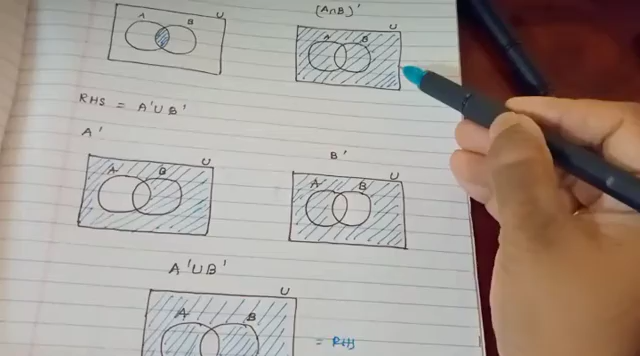 (A∩B)'
U
A B
U
A B
RHS = A'∪B'
A'
U
A B
B'
U
A B
A'∪B'
U
A B
= RHS